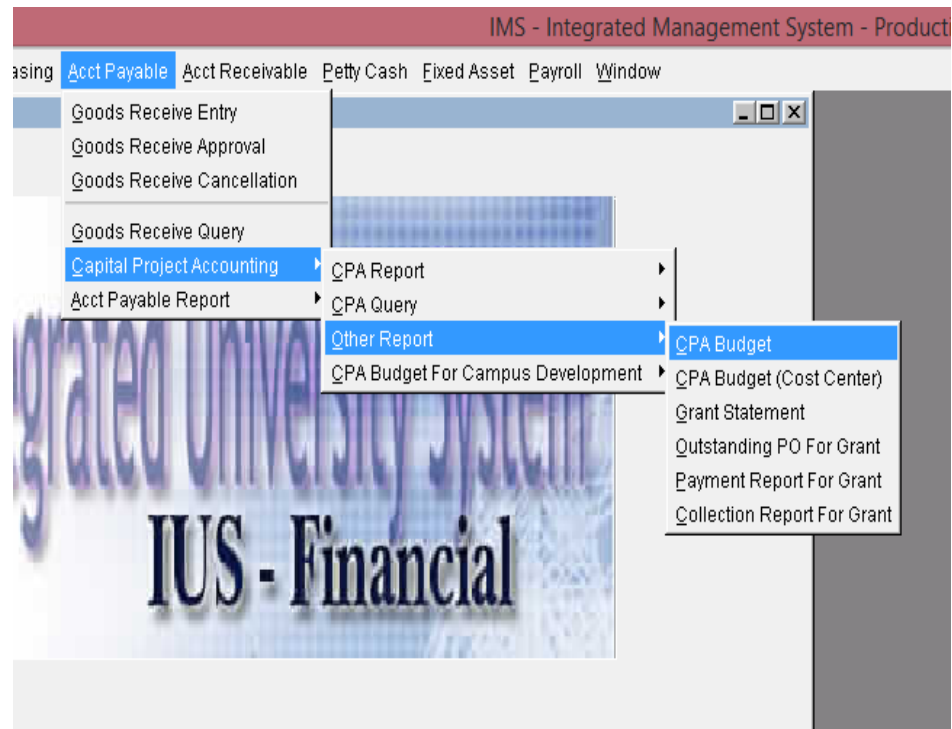 IMS - Integrated Management System - Producti
asing Acct Payable Acct Receivable Petty Cash Fixed Asset Payroll Window
Goods Receive Entry
Goods Receive Approval
Goods Receive Cancellation
Goods Receive Query
Capital Project Accounting
Acct Payable Report
CPA Report
CPA Query
Other Report
CPA Budget For Campus Development
CPA Budget
CPA Budget (Cost Center)
Grant Statement
Outstanding PO For Grant
Payment Report For Grant
Collection Report For Grant
grated University System
IUS - Financial